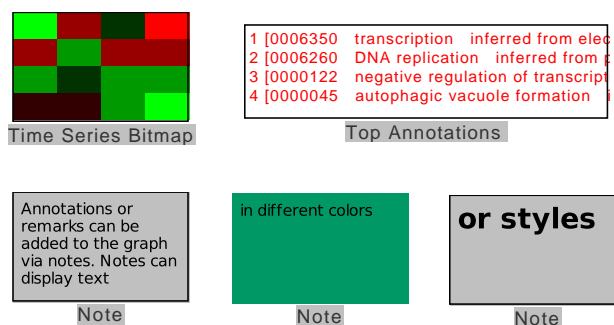 1 [0006350 transcription inferred from elec
2 [0006260 DNA replication inferred from
3 [0000122 negative regulation of transcript
4 [0000045 autophagic vacuole formation
Time Series Bitmap
Top Annotations
Annotations or
remarks can be
added to the graph
via notes. Notes can
display text
in different colors
or styles
Note
Note
Note